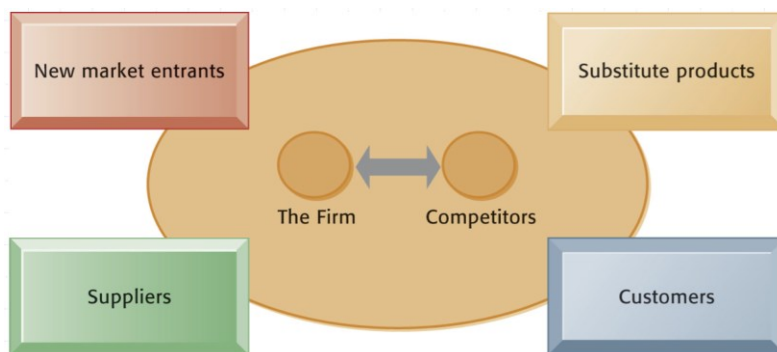 New market entrants
Substitute products
The Firm
Competitors
Suppliers
Customers